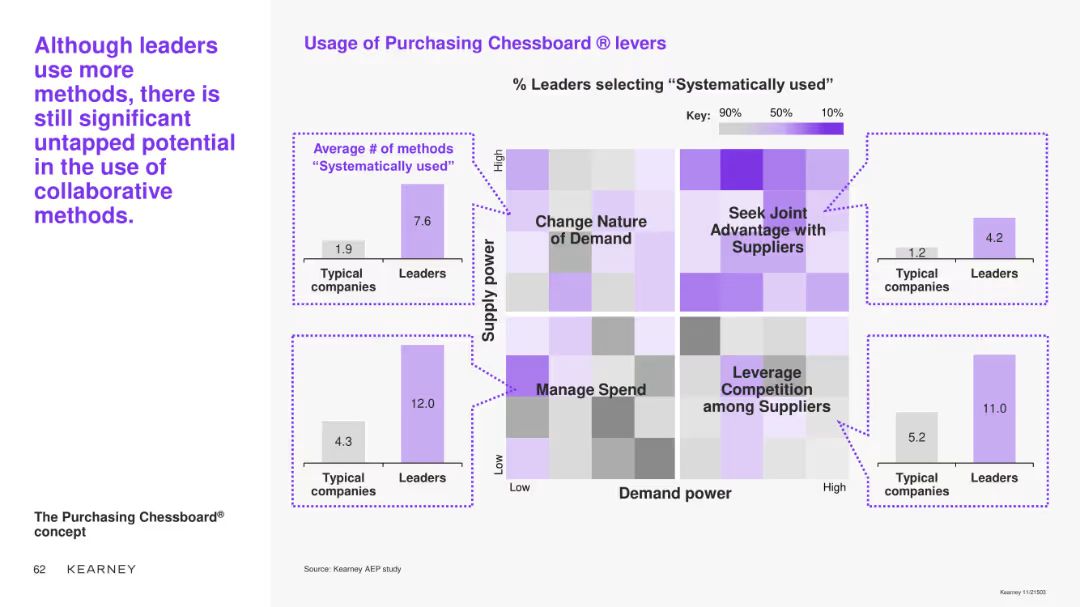 Although leaders
use more
methods, there is
still significant
untapped potential
in the use of
collaborative
methods.
The Purchasing Chessboard®
concept
62 KEARNEY
Usage of Purchasing Chessboard ® levers
% Leaders selecting “Systematically used”
Key: 90% 50% 10%
Average # of methods
“Systematically used”
1.9
7.6
Typical
companies
Leaders
4.3
12.0
Typical
companies
Leaders
Supply power
High
Low
Change Nature
of Demand
Seek Joint
Advantage with
Suppliers
Manage Spend
Leverage
Competition
among Suppliers
Low
High
Demand power
1.2
4.2
Typical
companies
Leaders
5.2
11.0
Typical
companies
Leaders
Source: Kearney AEP study
Kearney 11/21503